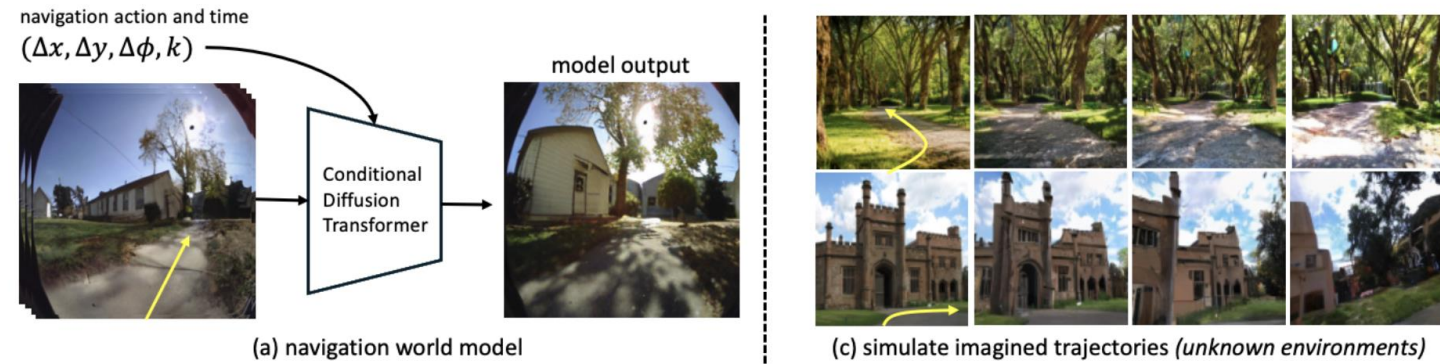 navigation action and time
(Δx, Δy, Δϕ, k)
model output
Conditional
Diffusion
Transformer
(a) navigation world model
(c) simulate imagined trajectories (unknown environments)